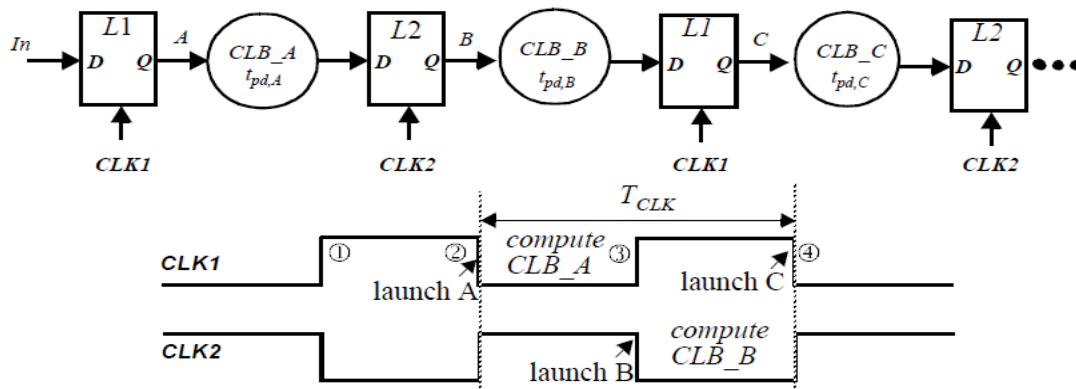 In
L1
D Q
CLK1
A
CLB_A
tpd,A
L2
D Q
CLK2
B
CLB_B
tpd,B
L1
D Q
CLK1
C
CLB_C
tpd,C
L2
D Q
CLK2
TCLK
CLK1
①
②
compute
CLB_A
③
④
launch A
launch C
CLK2
launch B
compute
CLB_B